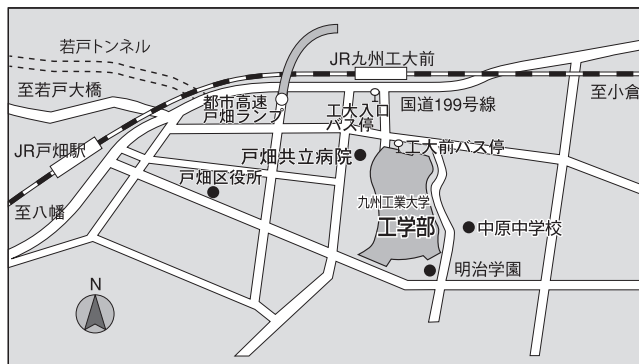 若戸トンネル
JR九州工大前
至若戸大橋
都市高速
戸畑ランプ
工大入口
バス停
国道199号線
至小倉
JR戸畑駅
戸畑共立病院
工大前バス停
戸畑区役所
九州工業大学
工学部
至八幡
中原中学校
明治学園
N